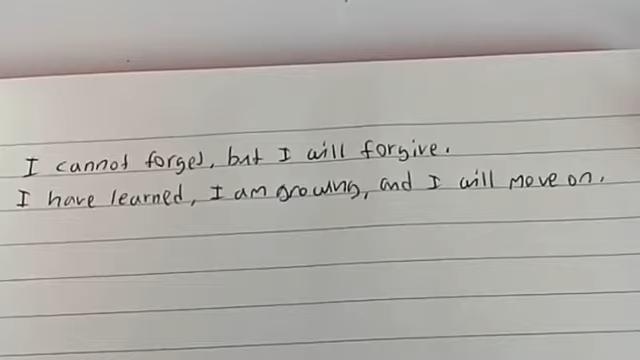 I cannot forget, but I will forgive.
I have learned, I am growing, and I will move on.